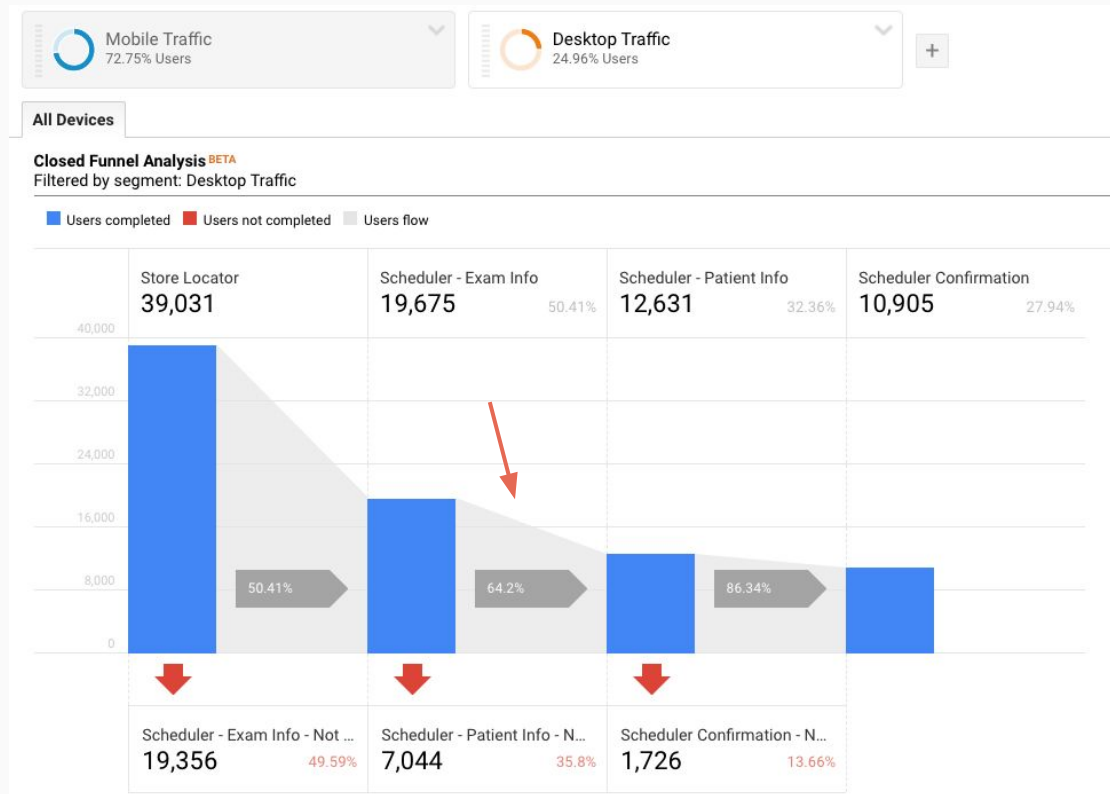 Mobile Traffic
72.75% Users
Desktop Traffic
24.96% Users
+
All Devices
Closed Funnel Analysis BETA
Filtered by segment: Desktop Traffic
Users completed Users not completed Users flow
Store Locator
39,031
Scheduler - Exam Info
19,675 50.41%
Scheduler - Patient Info
12,631 32.36%
Scheduler Confirmation
10,905 27.94%
40,000
32,000
24,000
16,000
8,000
0
50.41%
64.2%
86.34%
Scheduler - Exam Info - Not ...
19,356 49.59%
Scheduler - Patient Info - N...
7,044 35.8%
Scheduler Confirmation - N...
1,726 13.66%